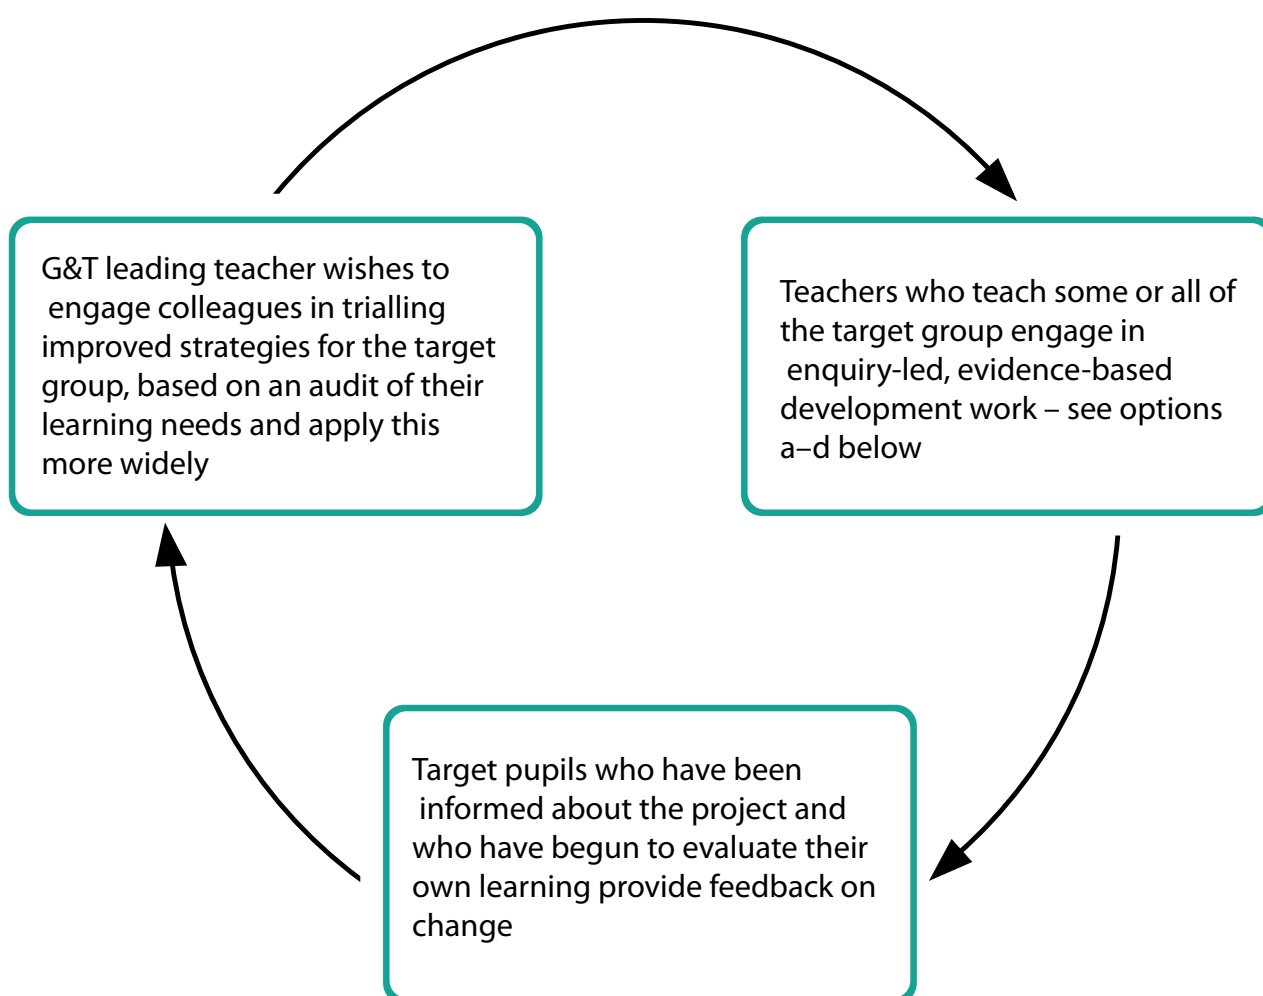 G&T leading teacher wishes to
engage colleagues in trialling
improved strategies for the target
group, based on an audit of their
learning needs and apply this
more widely
Teachers who teach some or all of
the target group engage in
enquiry-led, evidence-based
development work – see options
a–d below
Target pupils who have been
informed about the project and
who have begun to evaluate their
own learning provide feedback on
change